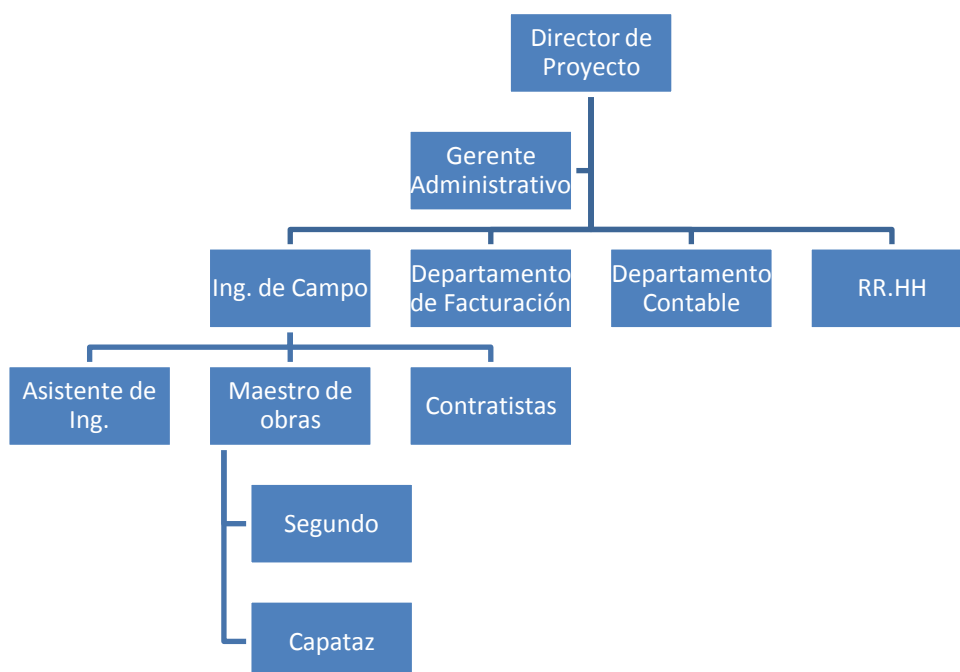 Director de
Proyecto
Gerente
Administrativo
Ing. de Campo
Departamento
de Facturación
Departamento
Contable
RR.HH
Asistente de
Ing.
Maestro de
obras
Contratistas
Segundo
Capataz